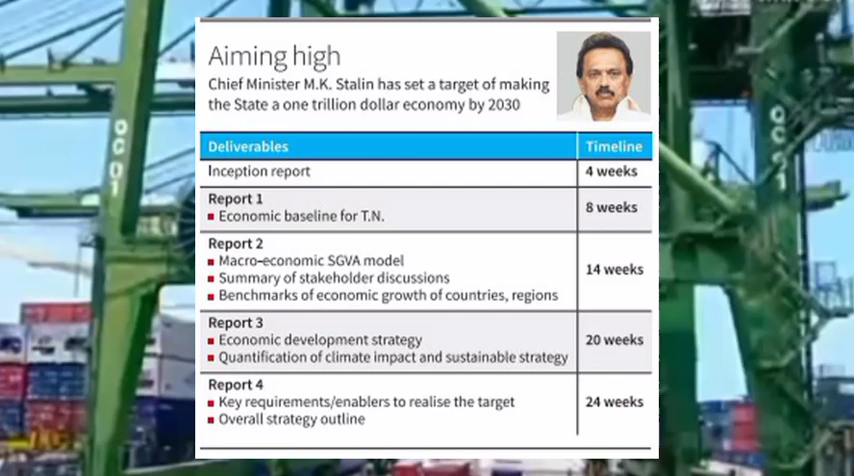 Aiming high
Chief Minister M.K. Stalin has set a target of making
the State a one trillion dollar economy by 2030
Deliverables Timeline
Inception report 4 weeks
Report 1
Economic baseline for T.N.
8 weeks
Report 2
Macro-economic SGVA model
Summary of stakeholder discussions
Benchmarks of economic growth of countries, regions
14 weeks
Report 3
Economic development strategy
Quantification of climate impact and sustainable strategy
20 weeks
Report 4
Key requirements/enablers to realise the target
Overall strategy outline
24 weeks